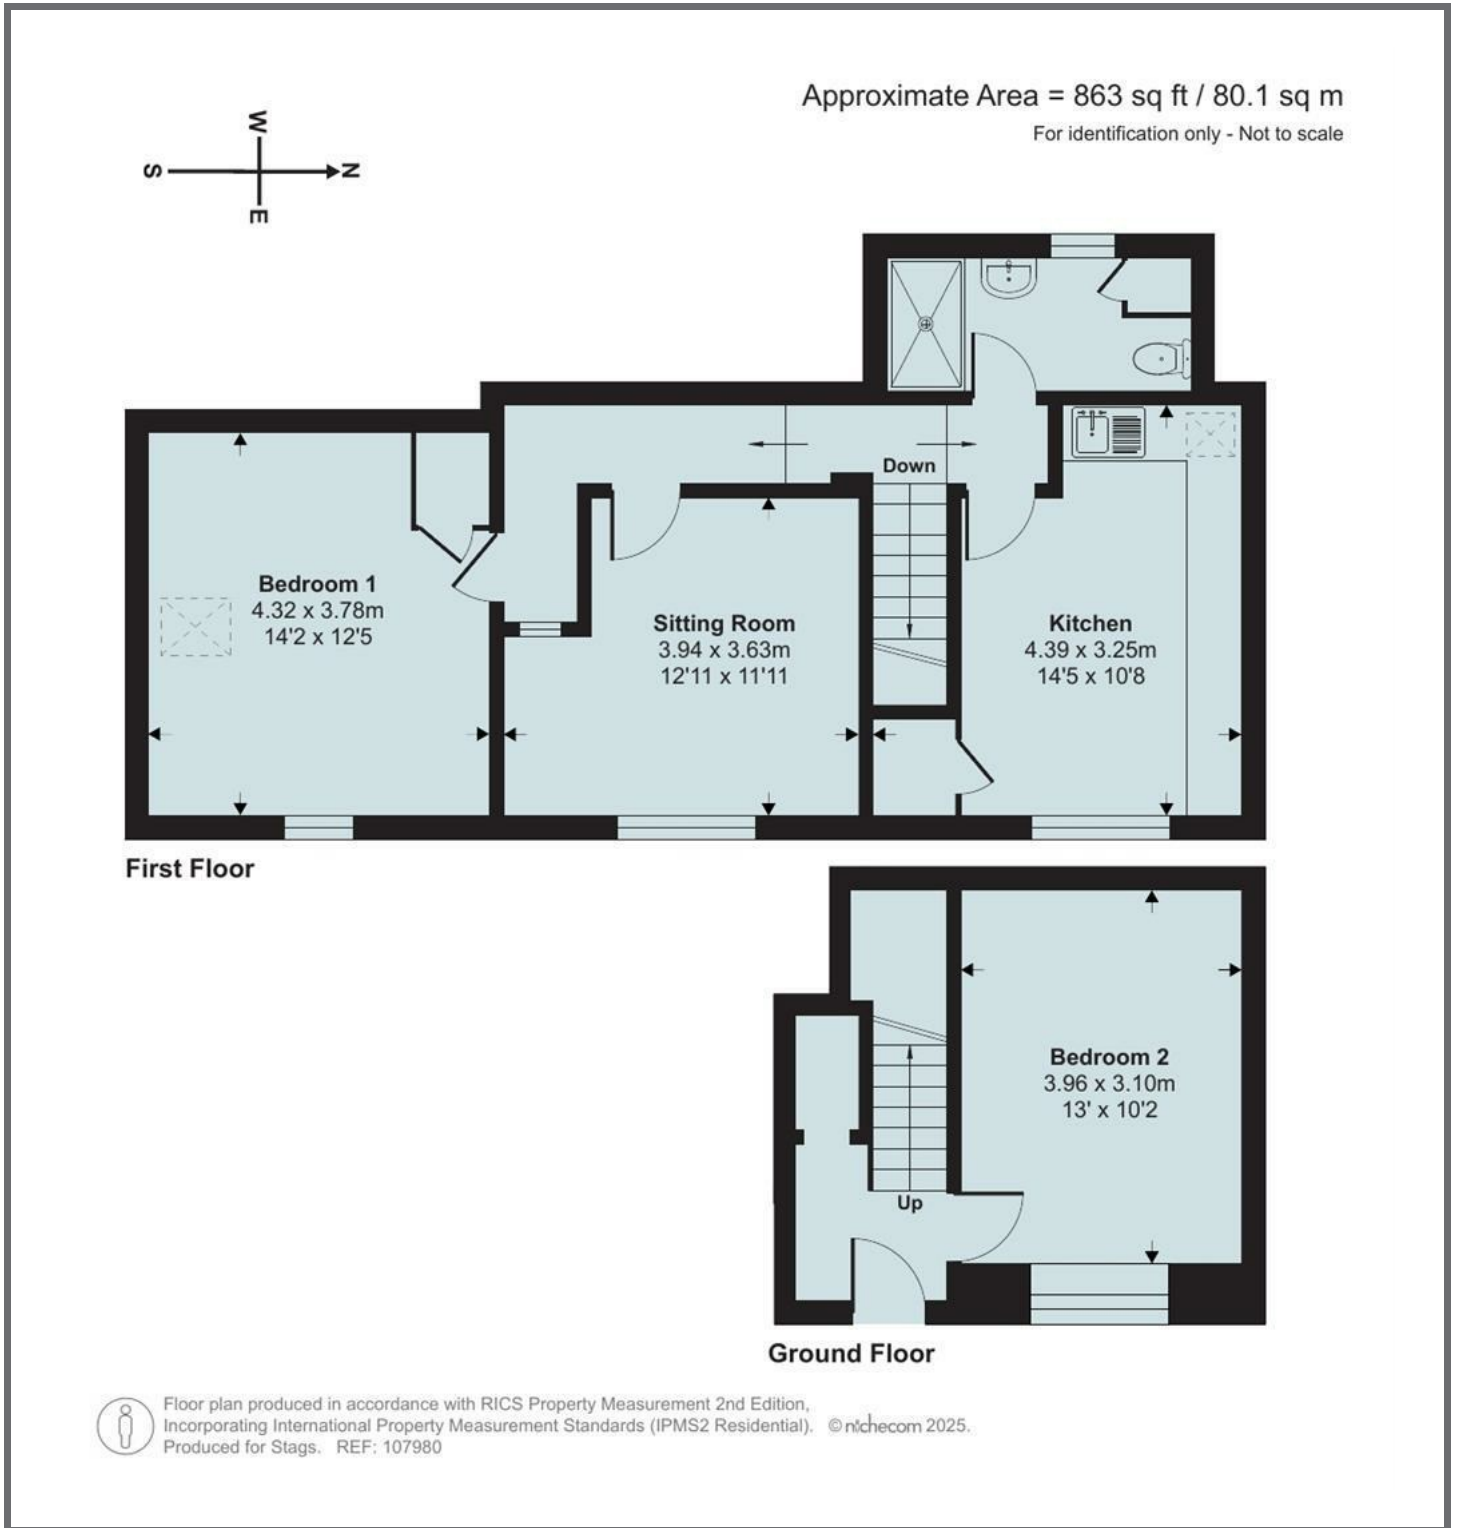 Approximate Area = 863 sq ft / 80.1 sq m
For identification only - Not to scale
W
S
N
E
Down
Bedroom 1
4.32 x 3.78m
14'2 x 12'5
Sitting Room
3.94 x 3.63m
12'11 x 11'11
Kitchen
4.39 x 3.25m
14'5 x 10'8
First Floor
Bedroom 2
3.96 x 3.10m
13' x 10'2
Up
Ground Floor
Floor plan produced in accordance with RICS Property Measurement 2nd Edition,
Incorporating International Property Measurement Standards (IPMS2 Residential). © nichecom 2025.
Produced for Stags. REF: 107980